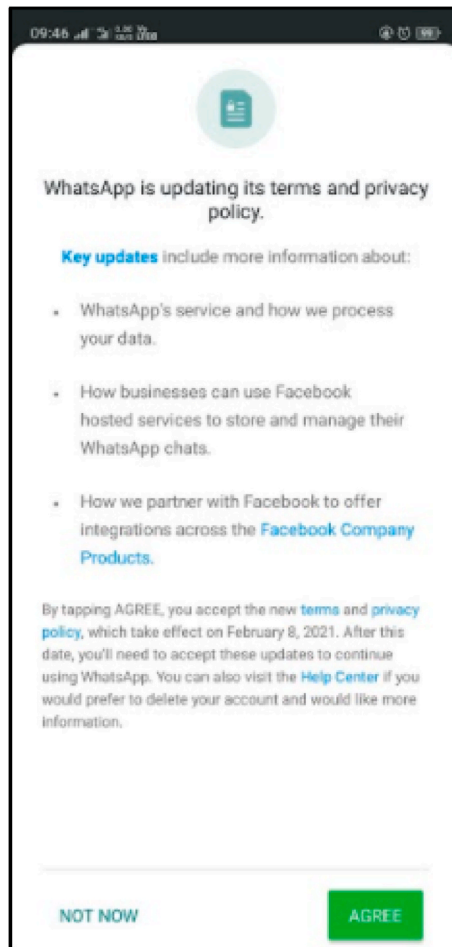 09:46
WhatsApp is updating its terms and privacy
policy.
Key updates include more information about:
• WhatsApp's service and how we process
your data.
• How businesses can use Facebook
hosted services to store and manage their
WhatsApp chats.
• How we partner with Facebook to offer
integrations across the Facebook Company
Products.
By tapping AGREE, you accept the new terms and privacy
policy, which take effect on February 8, 2021. After this
date, you'll need to accept these updates to continue
using WhatsApp. You can also visit the Help Center if you
would prefer to delete your account and would like more
information.
NOT NOW
AGREE